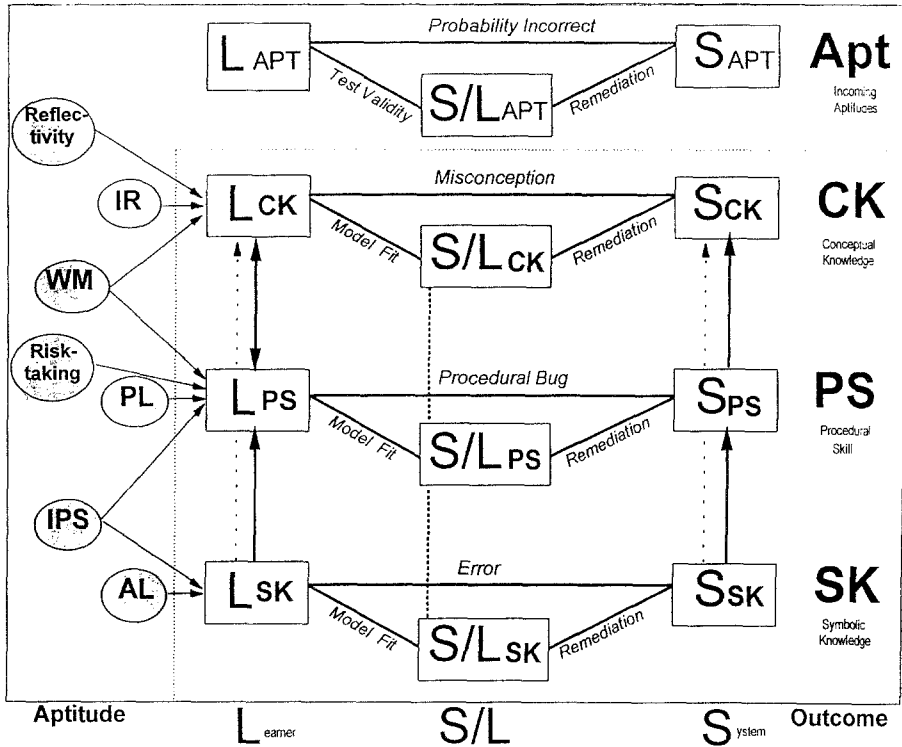 Probability Incorrect
L APT
S APT
Apt
Incoming
Aptitudes
Test Validity
S/L APT
Remediation
Reflec-
tivity
IR
WM
Risk-
taking
PL
IPS
AL
Misconception
L CK
S CK
CK
Conceptual
Knowledge
Model Fit
S/L CK
Remediation
Procedural Bug
L PS
S PS
PS
Procedural
Skill
Model Fit
S/L PS
Remediation
Error
L SK
S SK
SK
Symbolic
Knowledge
Model Fit
S/L SK
Remediation
Aptitude
Learner
S/L
System
Outcome